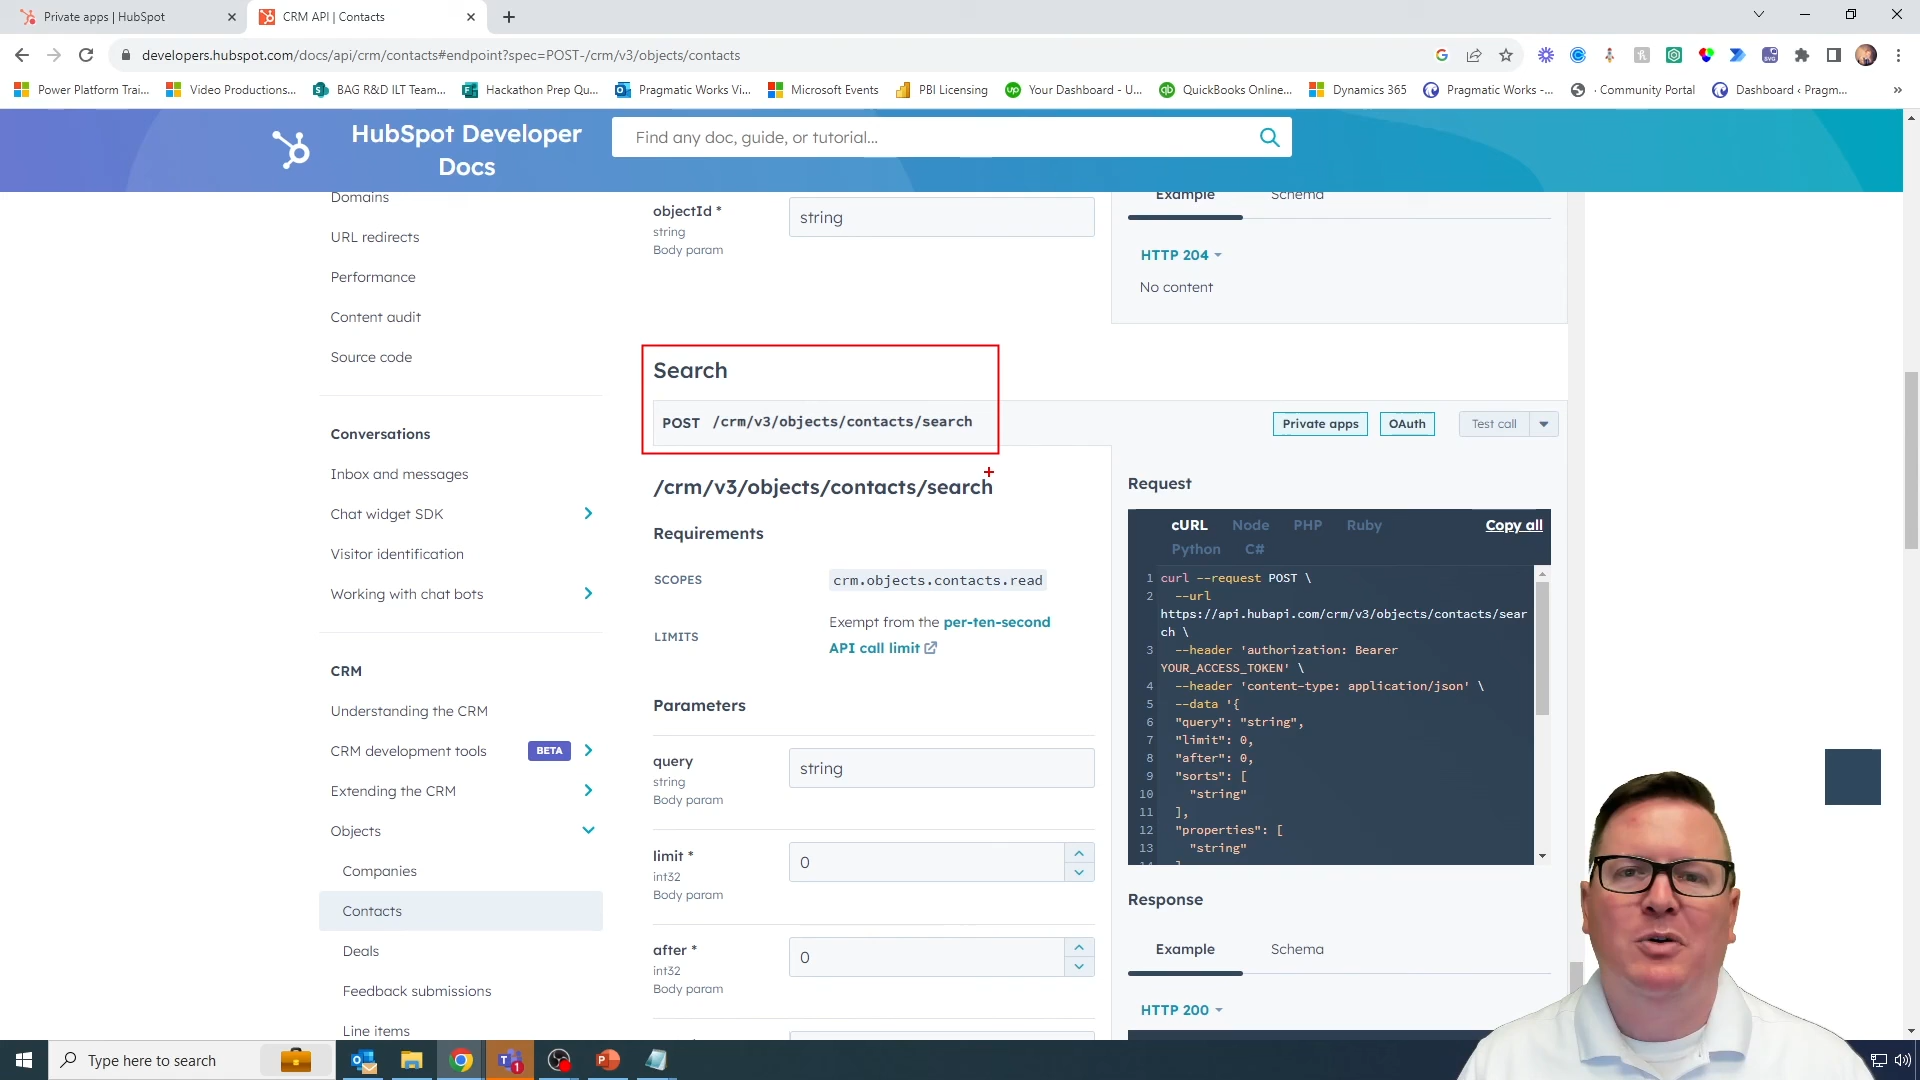 Private apps | HubSpot
CRM API | Contacts
developers.hubspot.com/docs/api/crm/contacts#endpoint?spec=POST-/crm/v3/objects/contacts
Power Platform Trai...
Video Productions...
BAG R&D ILT Team...
Hackathon Prep Qu...
Pragmatic Works Vi...
Microsoft Events
PBI Licensing
Your Dashboard - U...
QuickBooks Online...
Dynamics 365
Pragmatic Works -...
· Community Portal
Dashboard ‹ Pragm...
»
HubSpot Developer
Docs
Find any doc, guide, or tutorial...
Domains
URL redirects
Performance
Content audit
Source code
Conversations
Inbox and messages
Chat widget SDK
Visitor identification
Working with chat bots
CRM
Understanding the CRM
CRM development tools BETA
Extending the CRM
Objects
Companies
Contacts
Deals
Feedback submissions
Line items
objectId *
string
string
Body param
Search
POST /crm/v3/objects/contacts/search
Private apps
OAuth
Test call
/crm/v3/objects/contacts/search
Requirements
SCOPES
crm.objects.contacts.read
LIMITS
Exempt from the per-ten-second
API call limit
Parameters
query
string
string
Body param
limit *
0
int32
Body param
after *
0
int32
Body param
Example Schema
HTTP 204
No content
Request
cURL Node PHP Ruby
Copy all
Python C#
1 curl --request POST \
2 --url
https://api.hubapi.com/crm/v3/objects/contacts/sear
ch \
3 --header 'authorization: Bearer
YOUR_ACCESS_TOKEN' \
4 --header 'content-type: application/json' \
5 --data '{
6 "query": "string",
7 "limit": 0,
8 "after": 0,
9 "sorts": [
10 "string"
11 ],
12 "properties": [
13 "string"
Response
Example Schema
HTTP 200
Type here to search